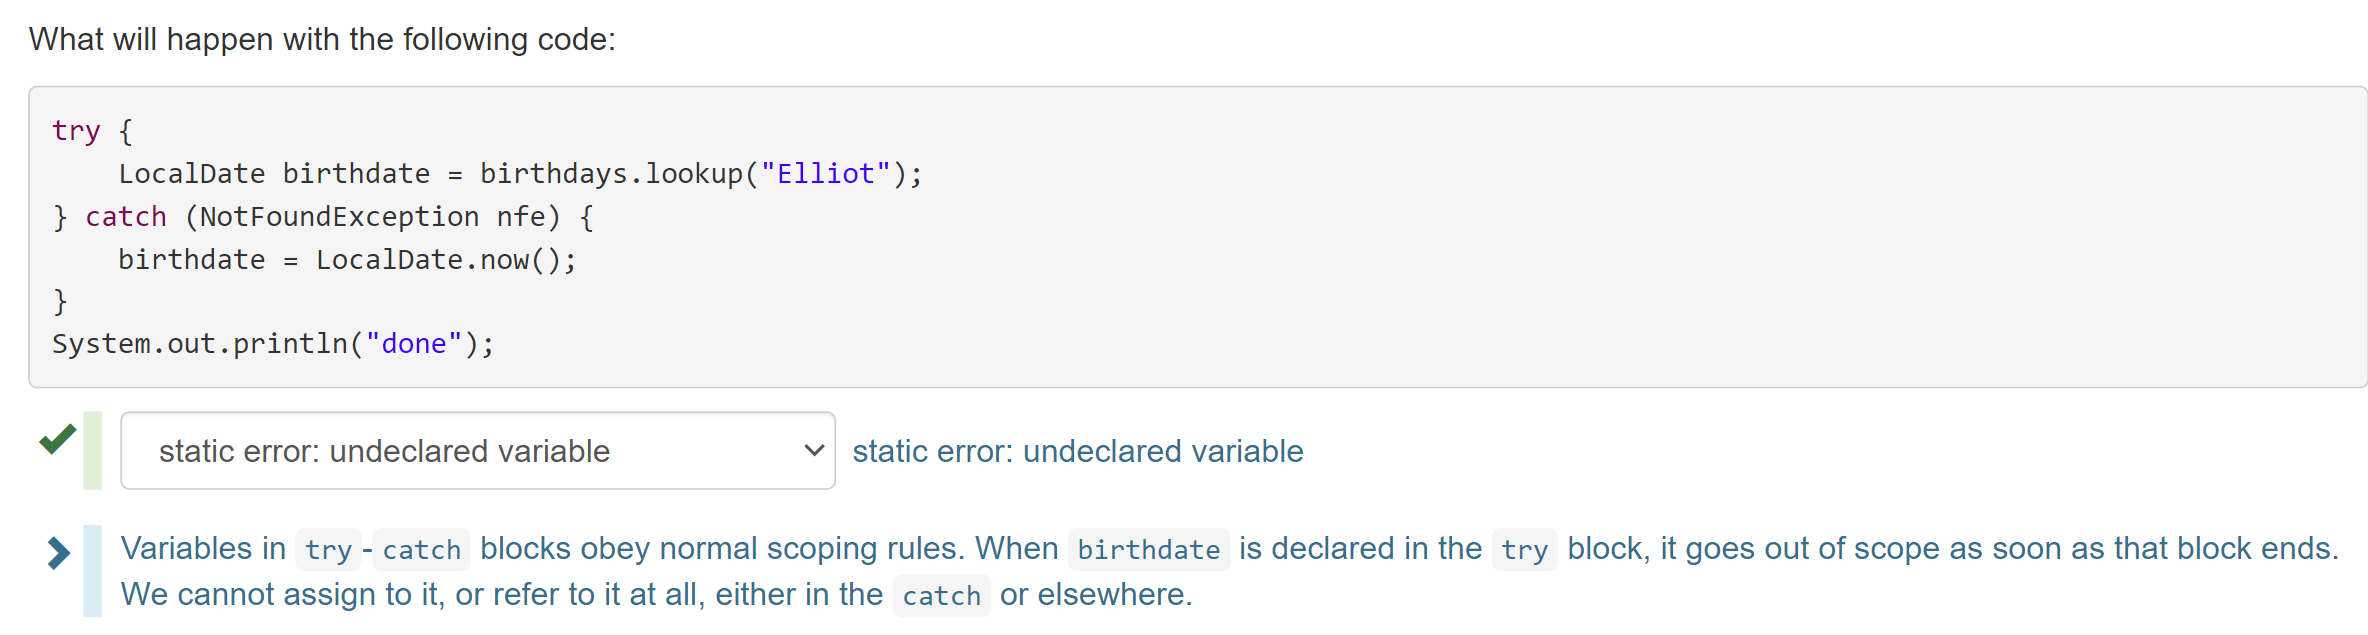 What will happen with the following code:
try {
    LocalDate birthdate = birthdays.lookup("Elliot");
} catch (NotFoundException nfe) {
    birthdate = LocalDate.now();
}
System.out.println("done");
static error: undeclared variable static error: undeclared variable
Variables in try-catch blocks obey normal scoping rules. When birthdate is declared in the try block, it goes out of scope as soon as that block ends.
We cannot assign to it, or refer to it at all, either in the catch or elsewhere.